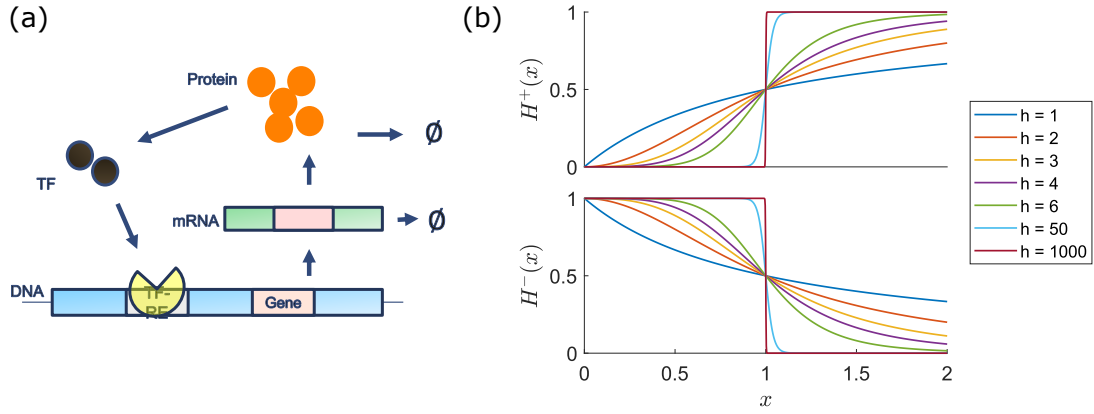 (a)
Protein
∅
TF
mRNA
∅
DNA
TF-
RE
Gene
(b)
1
0.5
0
H⁺(x)
1
0.5
0
H⁻(x)
0
0.5
1
1.5
2
x
h = 1
h = 2
h = 3
h = 4
h = 6
h = 50
h = 1000